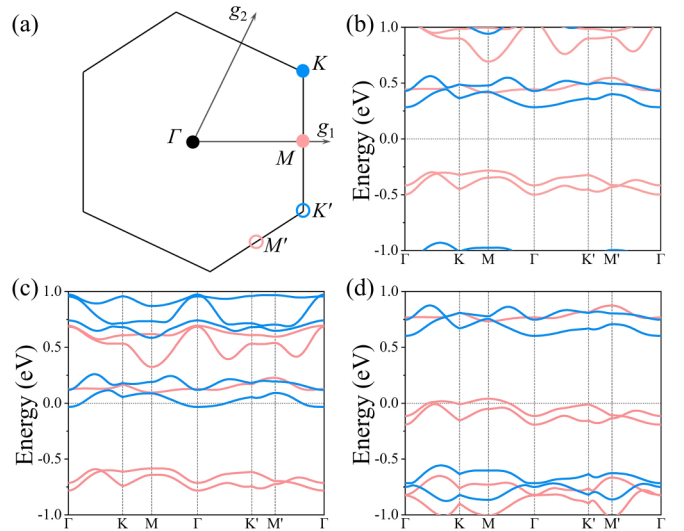 (a)
g2
K
Γ
g1
M
K'
M'
(b)
Energy (eV)
1.0
0.5
0.0
-0.5
-1.0
Γ K M Γ K' M' Γ
(c)
Energy (eV)
1.0
0.5
0.0
-0.5
-1.0
Γ K M Γ K' M' Γ
(d)
Energy (eV)
1.0
0.5
0.0
-0.5
-1.0
Γ K M Γ K' M' Γ